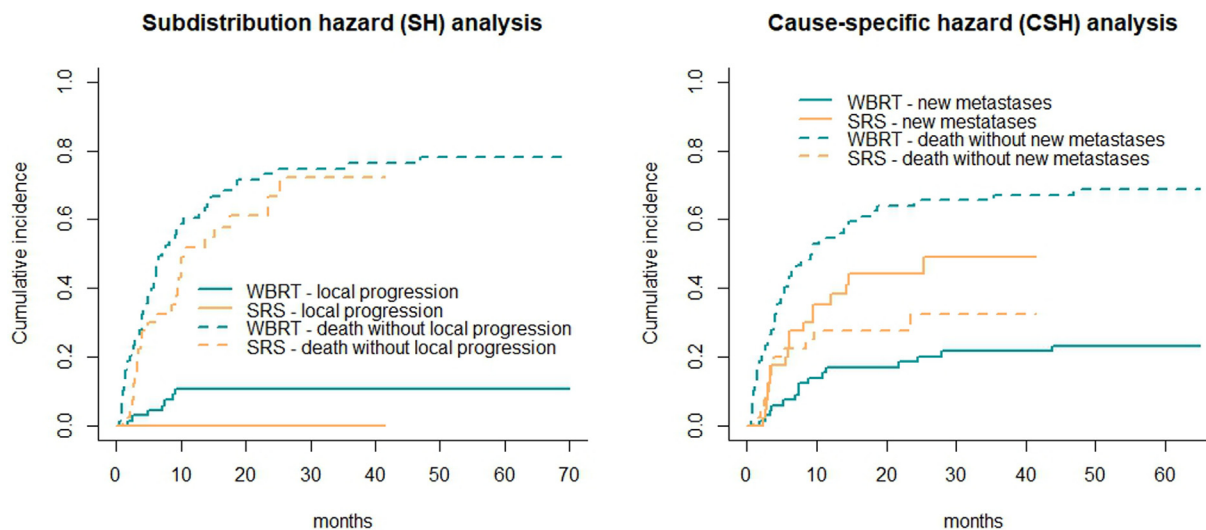 Subdistribution hazard (SH) analysis
Cumulative incidence
1.0
0.8
0.6
0.4
0.2
0.0
WBRT - local progression
SRS - local progression
WBRT - death without local progression
SRS - death without local progression
0 10 20 30 40 50 60 70
months
Cause-specific hazard (CSH) analysis
Cumulative incidence
1.0
0.8
0.6
0.4
0.2
0.0
WBRT - new metastases
SRS - new mestatases
WBRT - death without new metastases
SRS - death without new metastases
0 10 20 30 40 50 60
months